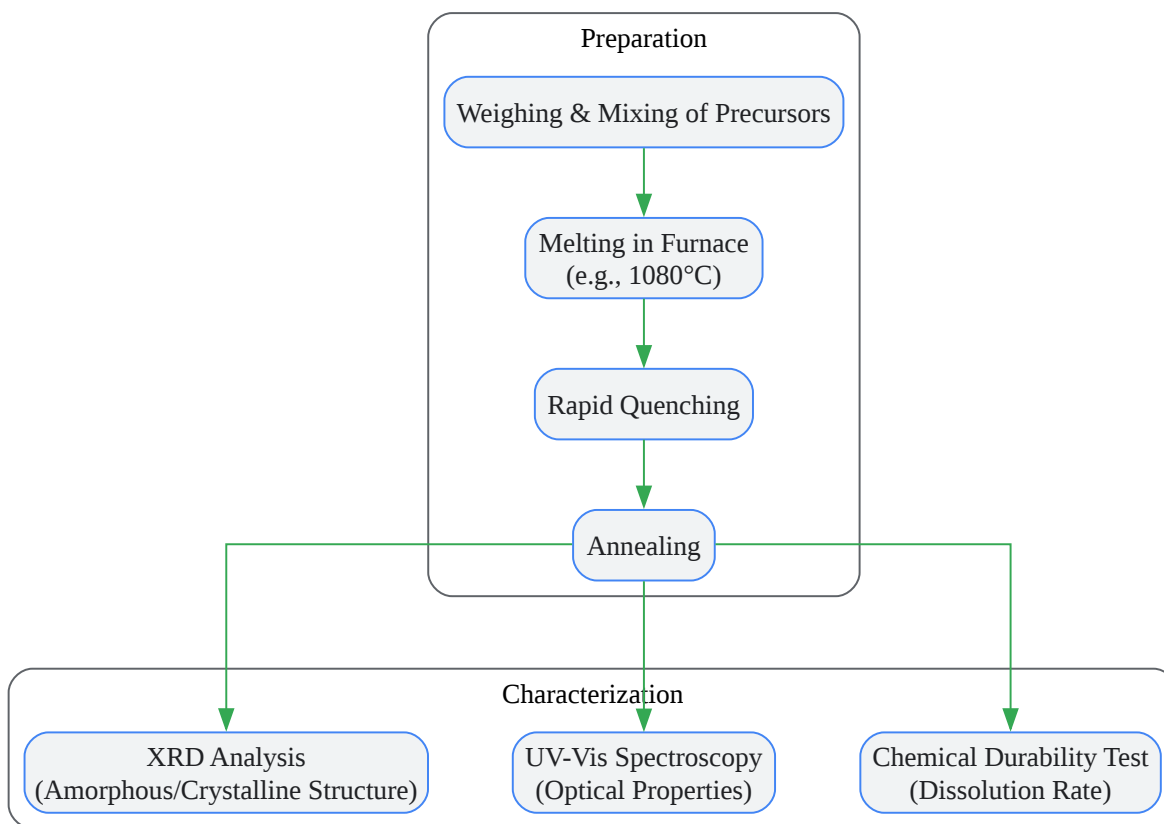 Preparation
Weighing & Mixing of Precursors
Melting in Furnace
(e.g., 1080°C)
Rapid Quenching
Annealing
Characterization
XRD Analysis
(Amorphous/Crystalline Structure)
UV-Vis Spectroscopy
(Optical Properties)
Chemical Durability Test
(Dissolution Rate)